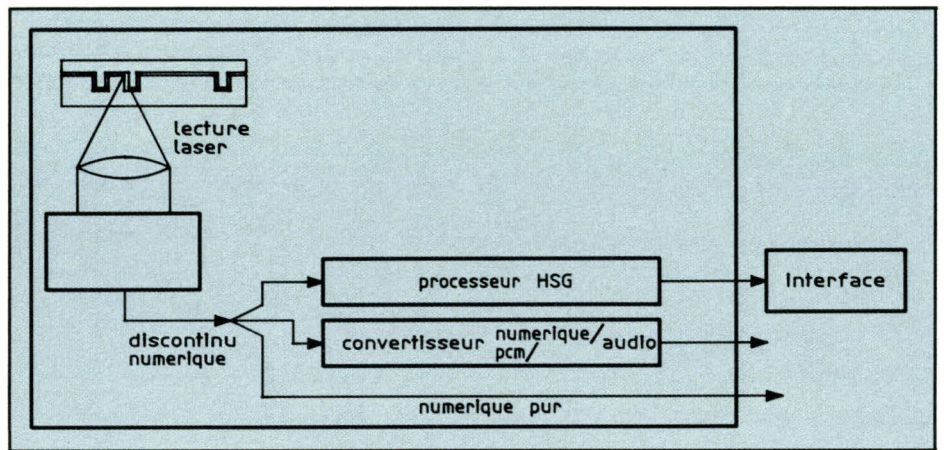 lecture
laser
processeur HSG
Interface
discontinu
numerique
convertisseur numerique/
pcm/ audio
numerique pur